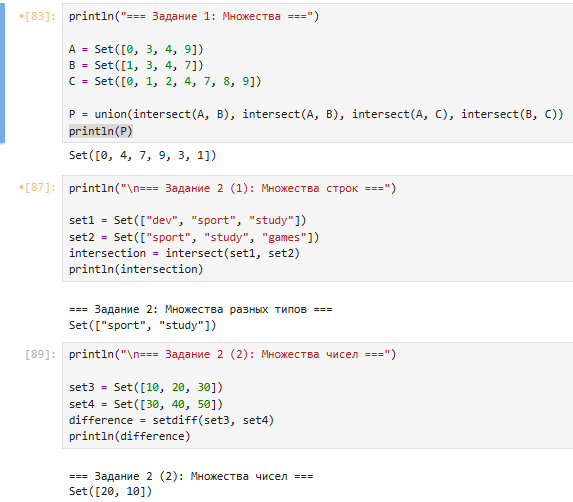 •[83]: println("=== Задание 1: Множества ===")
A = Set([0, 3, 4, 9])
B = Set([1, 3, 4, 7])
C = Set([0, 1, 2, 4, 7, 8, 9])
P = union(intersect(A, B), intersect(A, B), intersect(A, C), intersect(B, C))
println(P)
Set([0, 4, 7, 9, 3, 1])
•[87]: println("\n=== Задание 2 (1): Множества строк ===")
set1 = Set(["dev", "sport", "study"])
set2 = Set(["sport", "study", "games"])
intersection = intersect(set1, set2)
println(intersection)
=== Задание 2: Множества разных типов ===
Set(["sport", "study"])
[89]: println("\n=== Задание 2 (2): Множества чисел ===")
set3 = Set([10, 20, 30])
set4 = Set([30, 40, 50])
difference = setdiff(set3, set4)
println(difference)
=== Задание 2 (2): Множества чисел ===
Set([20, 10])